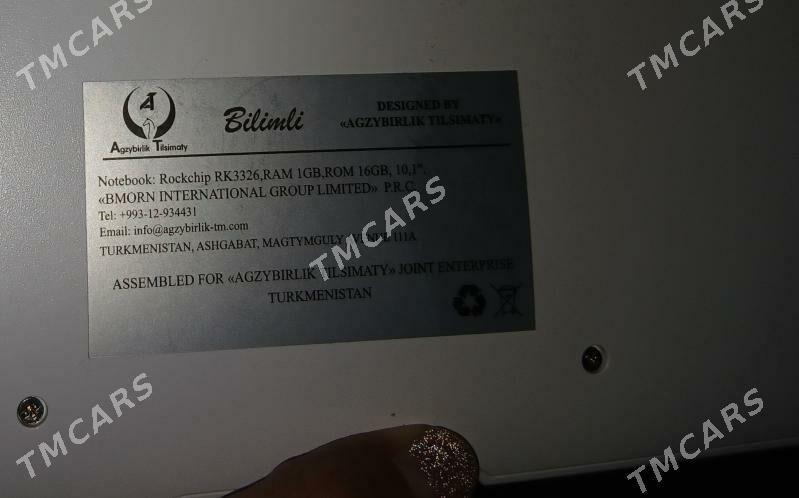 TMCARS
TMCARS
A T
Agzybirlik Tilsimaty
Bilimli
DESIGNED BY
«AGZYBIRLIK TILSIMATY»
Notebook: Rockchip RK3326,RAM 1GB,ROM 16GB, 10,1".
«BMORN INTERNATIONAL GROUP LIMITED» P.R.C.
Tel: +993-12-934431
Email: info@agzybirlik-tm.com
TURKMENISTAN, ASHGABAT, MAGTYMGULY 111A
TMCARS
ASSEMBLED FOR «AGZYBIRLIK TILSIMATY» JOINT ENTERPRISE
TURKMENISTAN
TMCARS
TMCARS